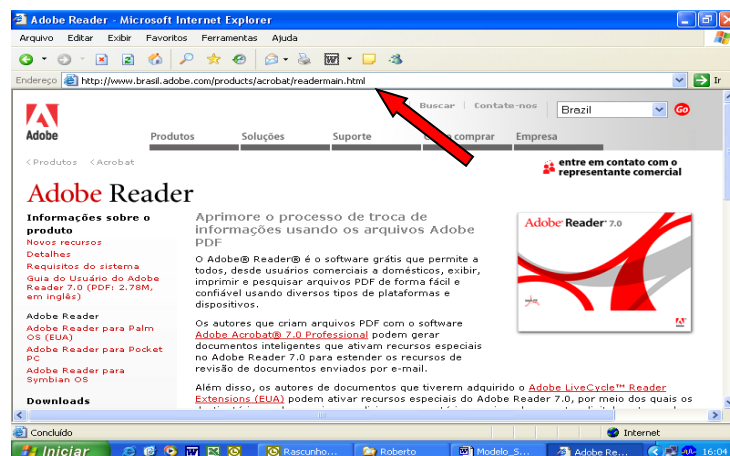 Adobe Reader - Microsoft Internet Explorer
Arquivo Editar Exibir Favoritos Ferramentas Ajuda
Endereço http://www.brasil.adobe.com/products/acrobat/readermain.html Ir
Buscar Contate-nos Brazil Go
Adobe
Produtos Soluções Suporte comprar Empresa
<Produtos <Acrobat
entre em contato com o
representante comercial
Adobe Reader
Informações sobre o
produto
Novos recursos
Detalhes
Requisitos do sistema
Guia do Usuário do Adobe
Reader 7.0 (PDF: 2.78M,
em inglês)
Adobe Reader
Adobe Reader para Palm
OS (EUA)
Adobe Reader para Pocket
PC
Adobe Reader para
Symbian OS
Downloads
Aprimore o processo de troca de
informações usando os arquivos Adobe
PDF
O Adobe® Reader® é o software grátis que permite a
todos, desde usuários comerciais a domésticos, exibir,
imprimir e pesquisar arquivos PDF de forma fácil e
confiável usando diversos tipos de plataformas e
dispositivos.
Os autores que criam arquivos PDF com o software
Adobe Acrobat® 7.0 Professional podem gerar
documentos inteligentes que ativam recursos especiais
no Adobe Reader 7.0 para estender os recursos de
revisão de documentos enviados por e-mail.
Além disso, os autores de documentos que tiverem adquirido o Adobe LiveCycle™ Reader
Extensions (EUA) podem ativar recursos especiais do Adobe Reader 7.0, por meio dos quais os
Adobe Reader 7.0
Concluído Internet
Iniciar Rascunho... Roberto Modelo_S... Adobe Re... 16:04